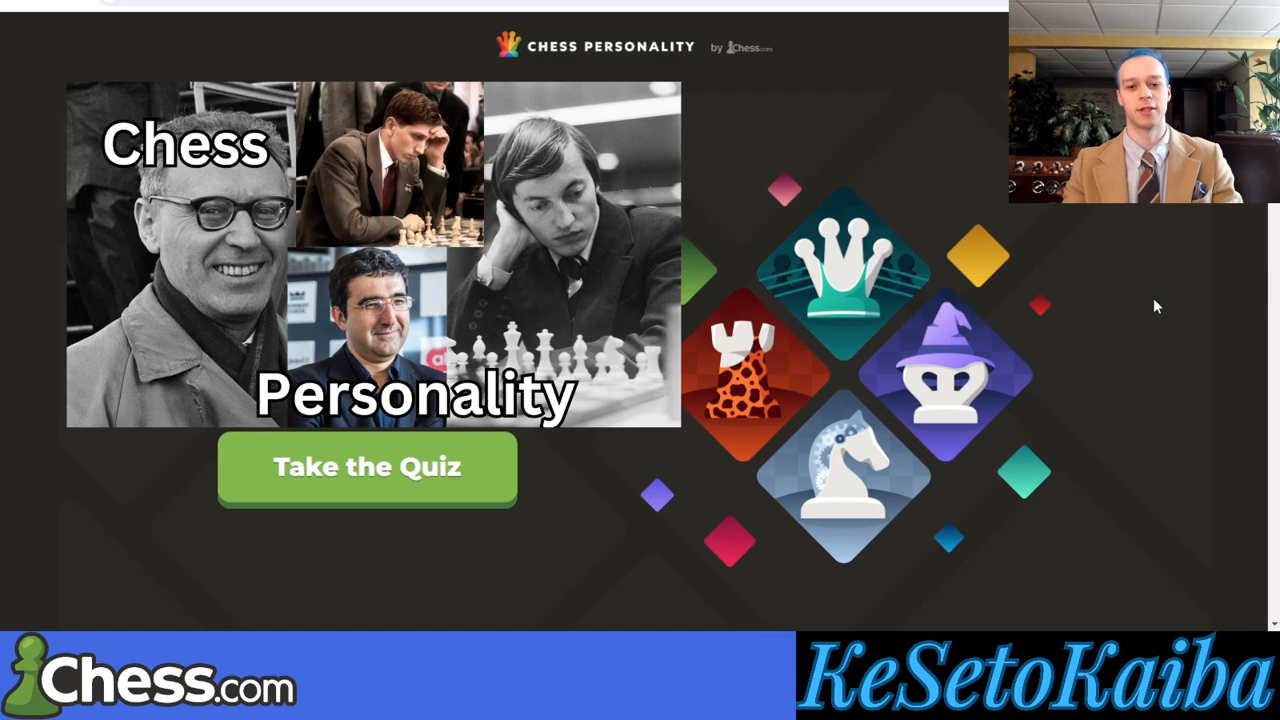 CHESS PERSONALITY by Chess.com
Chess
Personality
Take the Quiz
Chess.com
KeSetoKaiba